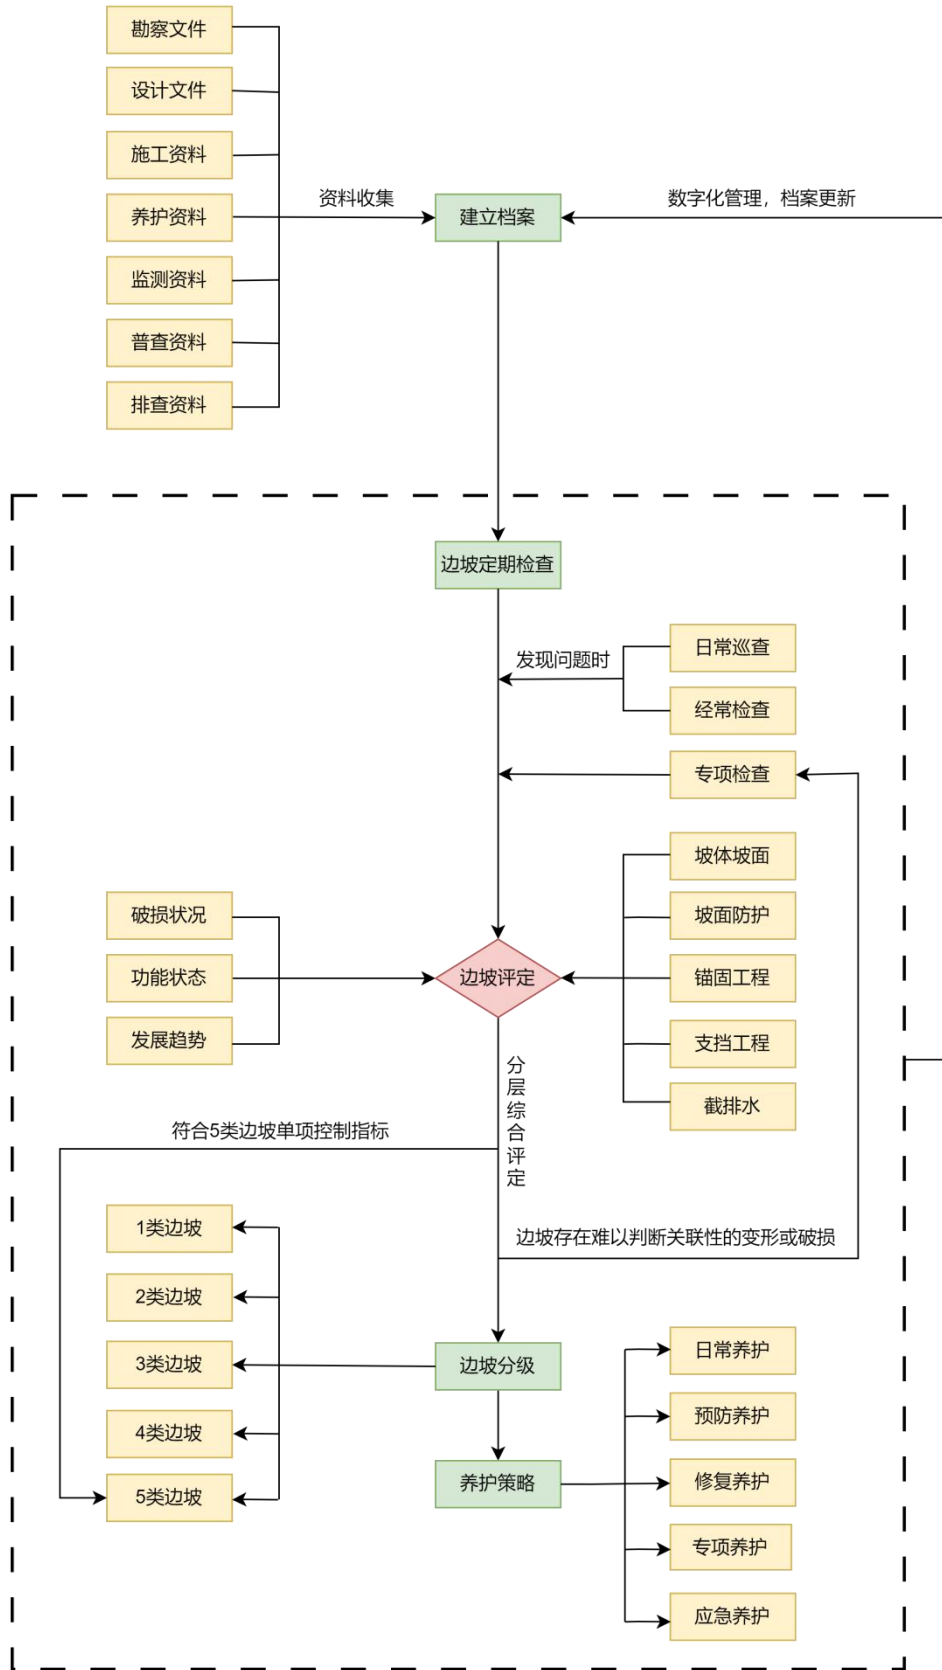 勘察文件
设计文件
施工资料
养护资料
监测资料
普查资料
排查资料
资料收集
建立档案
数字化管理，档案更新
边坡定期检查
发现问题时
日常巡查
经常检查
专项检查
坡体坡面
坡面防护
锚固工程
支挡工程
截排水
破损状况
功能状态
发展趋势
边坡评定
分层综合评定
符合5类边坡单项控制指标
边坡存在难以判断关联性的变形或破损
1类边坡
2类边坡
3类边坡
4类边坡
5类边坡
边坡分级
养护策略
日常养护
预防养护
修复养护
专项养护
应急养护